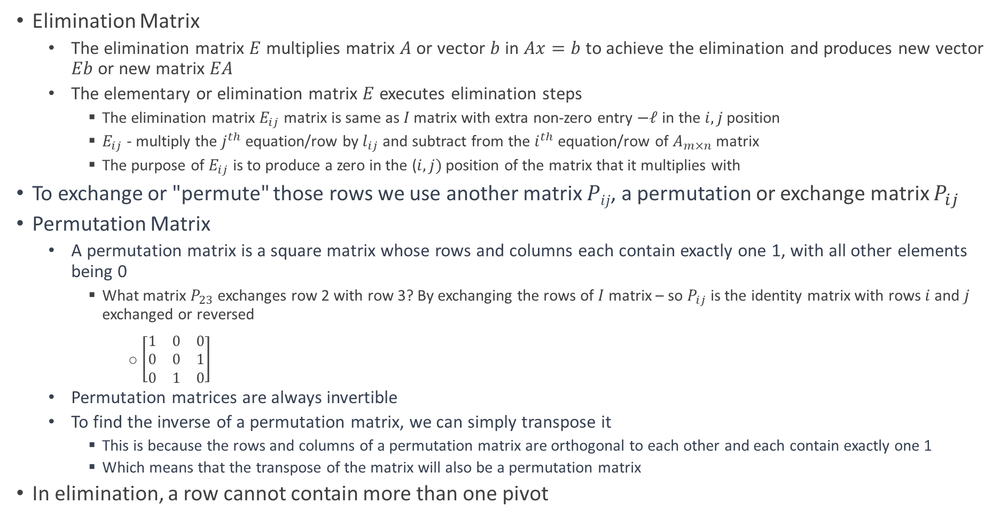 • Elimination Matrix
• The elimination matrix E multiplies matrix A or vector b in Ax = b to achieve the elimination and produces new vector
Eb or new matrix EA
• The elementary or elimination matrix E executes elimination steps
▪ The elimination matrix E_{ij} matrix is same as I matrix with extra non-zero entry −ℓ in the i, j position
▪ E_{ij} - multiply the j^{th} equation/row by l_{ij} and subtract from the i^{th} equation/row of A_{m×n} matrix
▪ The purpose of E_{ij} is to produce a zero in the (i, j) position of the matrix that it multiplies with
• To exchange or "permute" those rows we use another matrix P_{ij}, a permutation or exchange matrix P_{ij}
• Permutation Matrix
• A permutation matrix is a square matrix whose rows and columns each contain exactly one 1, with all other elements
being 0
▪ What matrix P_{23} exchanges row 2 with row 3? By exchanging the rows of I matrix – so P_{ij} is the identity matrix with rows i and j
exchanged or reversed
1 0 0
○ 0 0 1
0 1 0
• Permutation matrices are always invertible
• To find the inverse of a permutation matrix, we can simply transpose it
▪ This is because the rows and columns of a permutation matrix are orthogonal to each other and each contain exactly one 1
▪ Which means that the transpose of the matrix will also be a permutation matrix
• In elimination, a row cannot contain more than one pivot